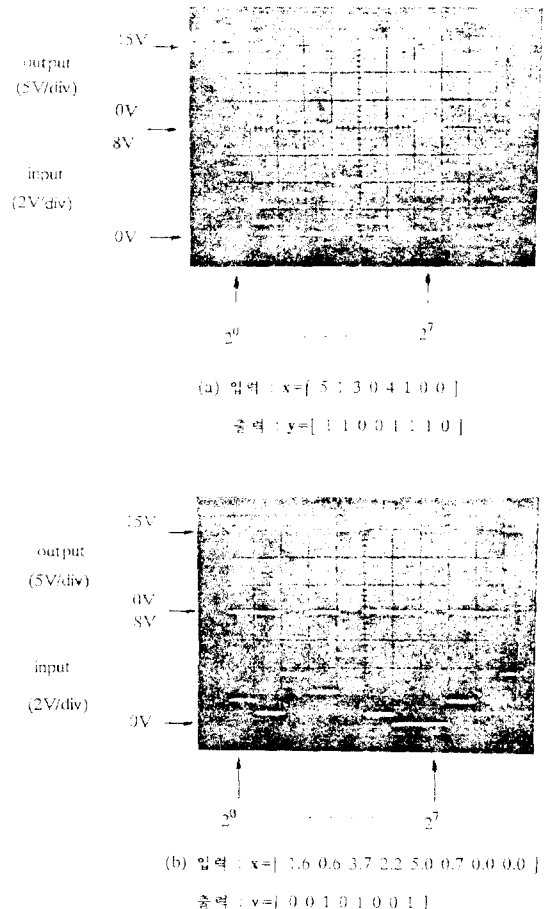 15V
output
(5V/div)
0V
8V
input
(2V/div)
0V
2⁰ . . . 2⁷
(a) 입력 : x=[ 5 1 3 0 4 1 0 0 ]
출력 : y=[ 1 1 0 0 1 1 1 0 ]
15V
output
(5V/div)
0V
8V
input
(2V/div)
0V
2⁰ . . . 2⁷
(b) 입력 : x=[ 1.6 0.6 3.7 2.2 5.0 0.7 0.0 0.0 ]
출력 : y=[ 0 0 1 0 1 0 0 1 ]